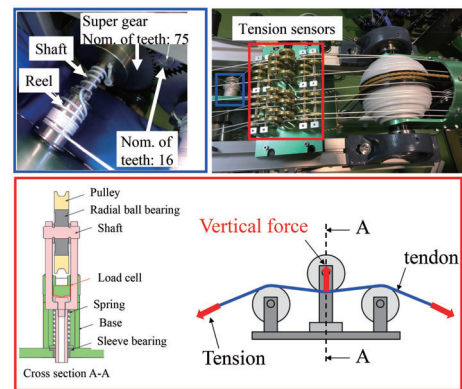 Super gear
Nom. of teeth: 75
Shaft
Reel
Nom. of
teeth: 16
Tension sensors
Pulley
Radial ball bearing
Shaft
Load cell
Spring
Base
Sleeve bearing
Cross section A-A
Vertical force
A
tendon
Tension
A